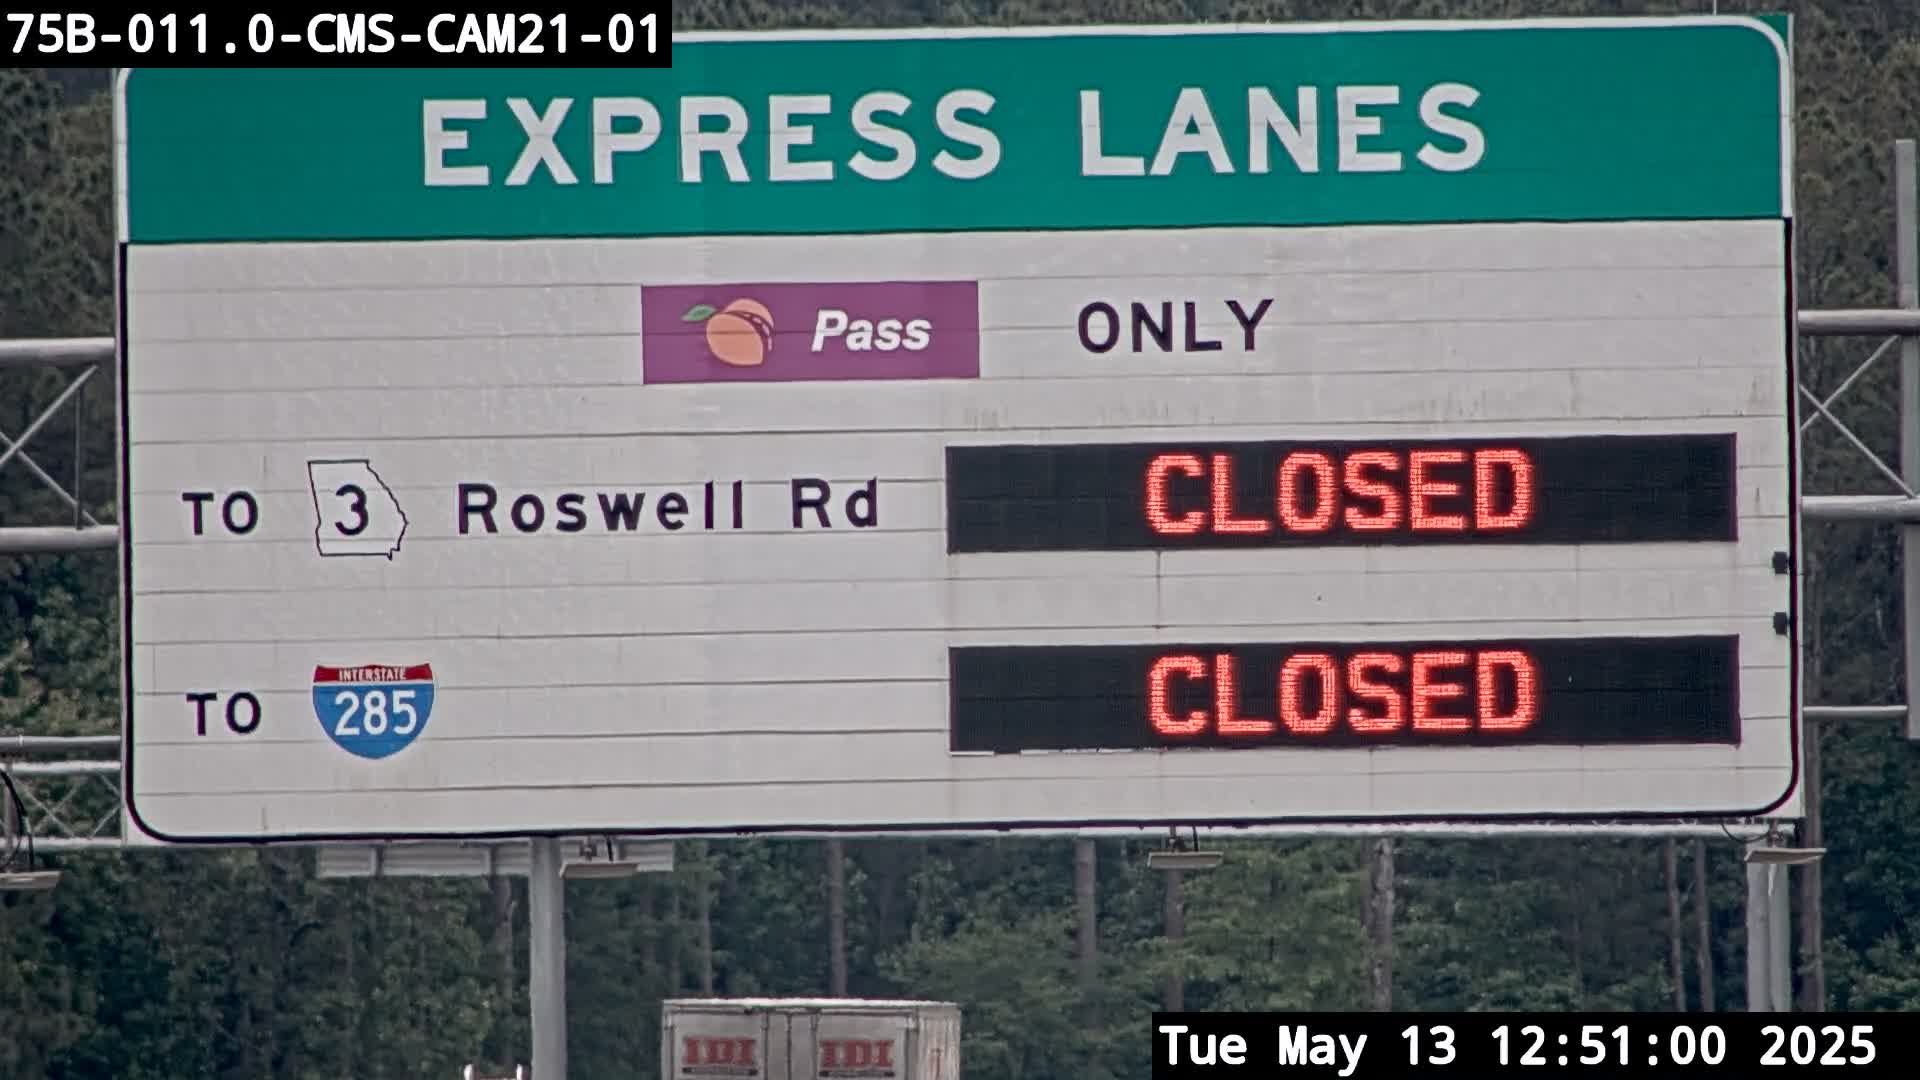 75B-011.0-CMS-CAM21-01
EXPRESS LANES
Pass ONLY
TO 3 Roswell Rd CLOSED
INTERSTATE
TO 285 CLOSED
IDI IDI
Tue May 13 12:51:00 2025